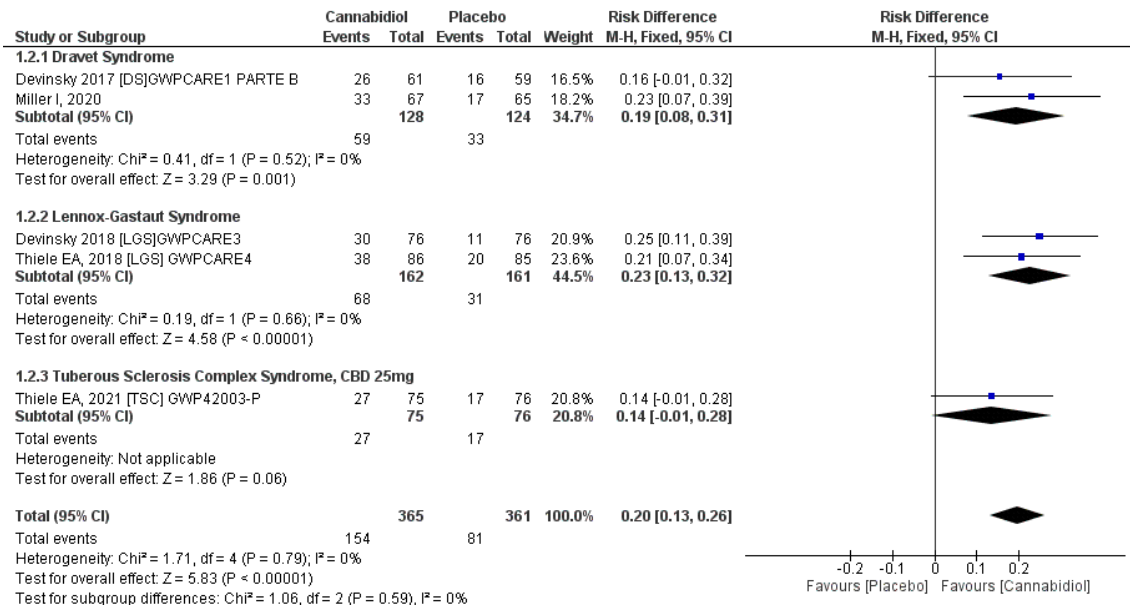 Cannabidiol Placebo Risk Difference Risk Difference
Study or Subgroup Events Total Events Total Weight M-H, Fixed, 95% CI M-H, Fixed, 95% CI
1.2.1 Dravet Syndrome
Devinsky 2017 [DS]GWPCARE1 PARTE B 26 61 16 59 16.5% 0.16 [-0.01, 0.32]
Miller I, 2020 33 67 17 65 18.2% 0.23 [0.07, 0.39]
Subtotal (95% CI) 128 124 34.7% 0.19 [0.08, 0.31]
Total events 59 33
Heterogeneity: Chi² = 0.41, df = 1 (P = 0.52); I² = 0%
Test for overall effect: Z = 3.29 (P = 0.001)
1.2.2 Lennox-Gastaut Syndrome
Devinsky 2018 [LGS]GWPCARE3 30 76 11 76 20.9% 0.25 [0.11, 0.39]
Thiele EA, 2018 [LGS] GWPCARE4 38 86 20 85 23.6% 0.21 [0.07, 0.34]
Subtotal (95% CI) 162 161 44.5% 0.23 [0.13, 0.32]
Total events 68 31
Heterogeneity: Chi² = 0.19, df = 1 (P = 0.66); I² = 0%
Test for overall effect: Z = 4.58 (P < 0.00001)
1.2.3 Tuberous Sclerosis Complex Syndrome, CBD 25mg
Thiele EA, 2021 [TSC] GWP42003-P 27 75 17 76 20.8% 0.14 [-0.01, 0.28]
Subtotal (95% CI) 75 76 20.8% 0.14 [-0.01, 0.28]
Total events 27 17
Heterogeneity: Not applicable
Test for overall effect: Z = 1.86 (P = 0.06)
Total (95% CI) 365 361 100.0% 0.20 [0.13, 0.26]
Total events 154 81
Heterogeneity: Chi² = 1.71, df = 4 (P = 0.79); I² = 0%
Test for overall effect: Z = 5.83 (P < 0.00001)
Test for subgroup differences: Chi² = 1.06, df = 2 (P = 0.59), I² = 0%
-0.2 -0.1 0 0.1 0.2
Favours [Placebo] Favours [Cannabidiol]